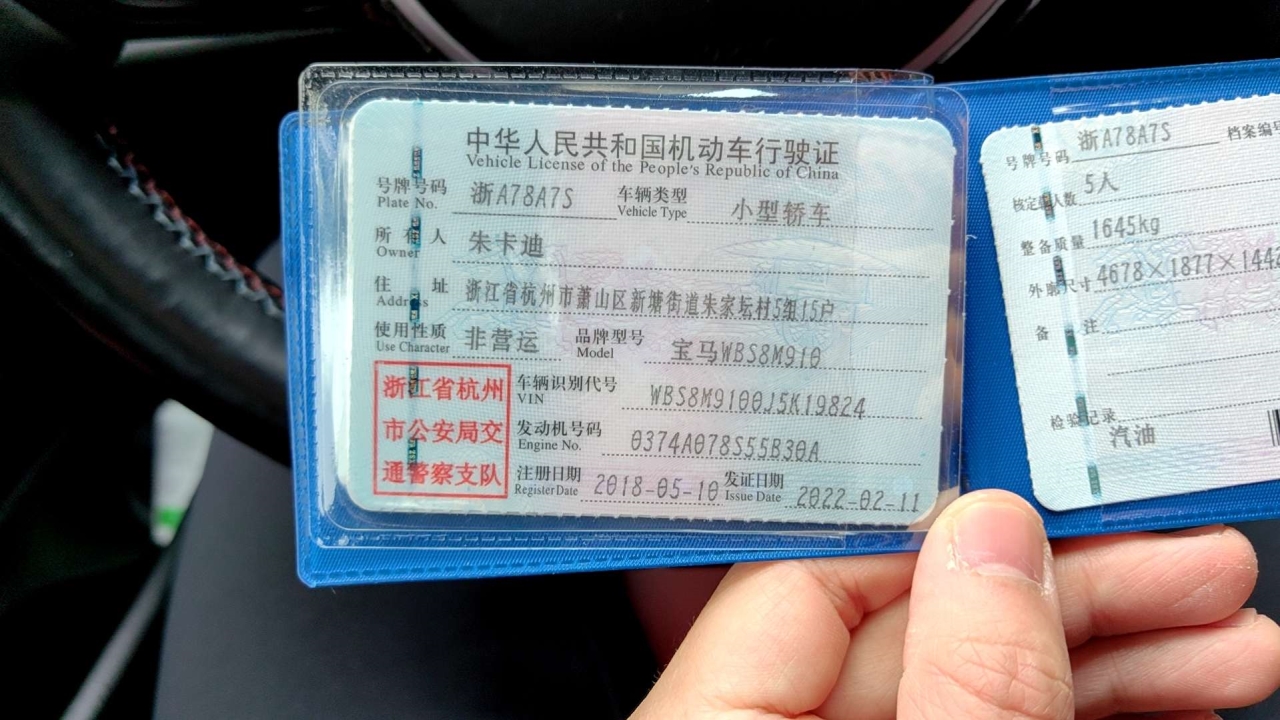 中华人民共和国机动车行驶证
Vehicle License of the People's Republic of China
号牌号码 浙A78A7S 车辆类型 小型轿车
Plate No. Vehicle Type
所有人 朱卡迪
Owner
住址 浙江省杭州市萧山区新塘街道朱家坛村5组15户
Address
使用性质 非营运 品牌型号 宝马WBS8M910
Use Character Model
浙江省杭州
市公安局交
通警察支队
车辆识别代号 WBS8M9100J5K19824
VIN
发动机号码 0374A078S55B30A
Engine No.
注册日期 2018-05-10 发证日期 2022-02-11
Register Date Issue Date
号牌号码 浙A78A7S 档案编
核定载人数 5人
整备质量 1645kg
外廓尺寸 4678×1877×144
备注
检验记录
汽油